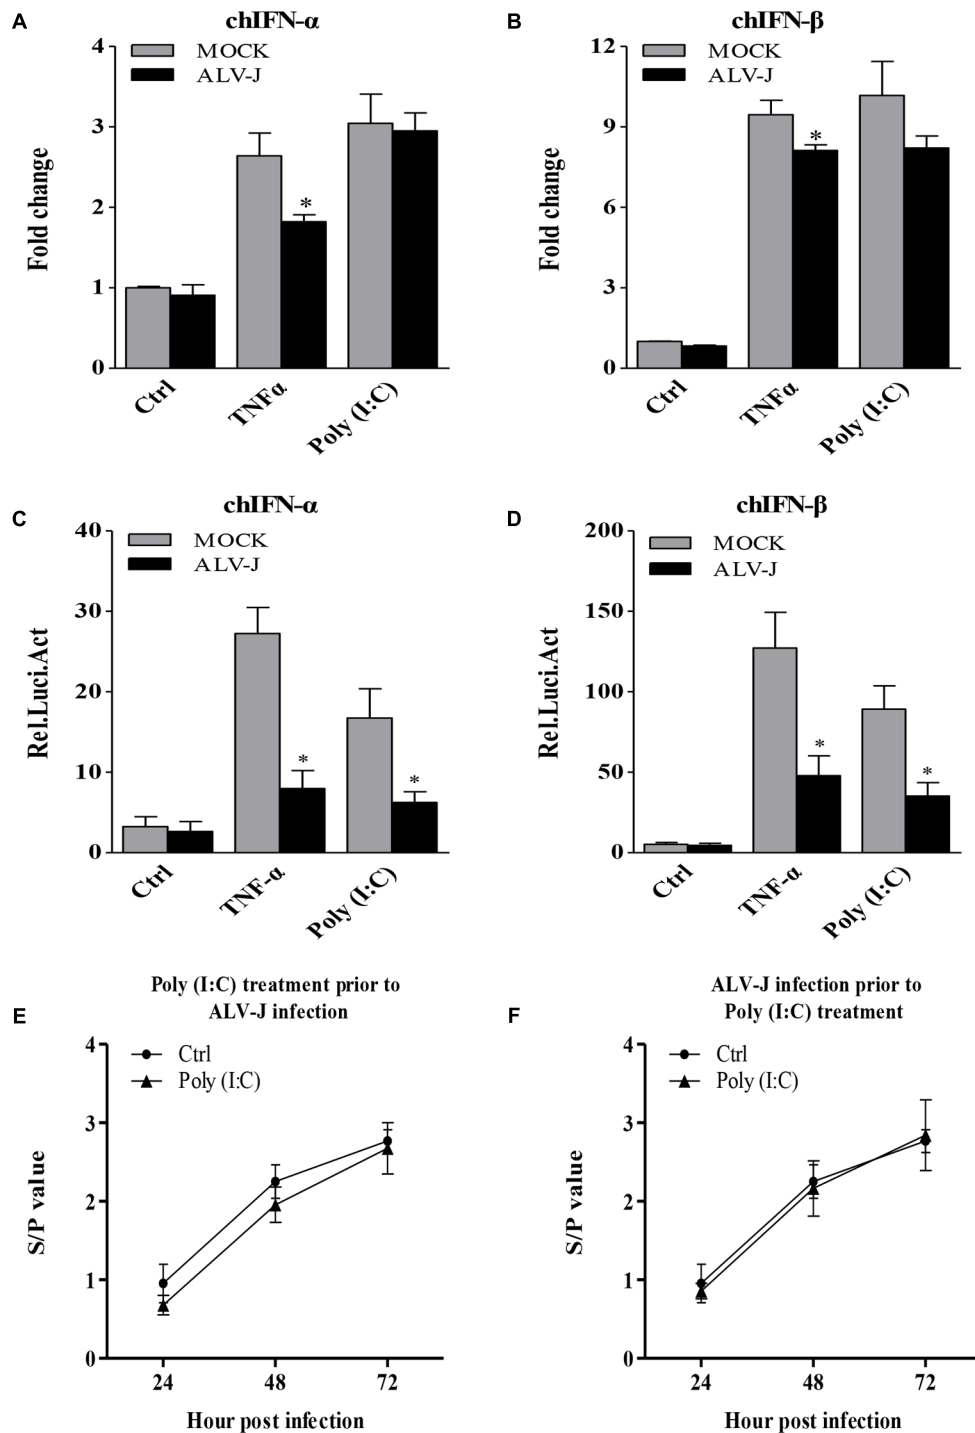 A
chIFN-α
MOCK
ALV-J
Fold change
4
3
2
1
0
*
Ctrl
TNFα
Poly (I:C)
B
chIFN-β
MOCK
ALV-J
Fold change
12
9
6
3
0
*
Ctrl
TNFα
Poly (I:C)
C
chIFN-α
MOCK
ALV-J
Rel.Luci.Act
40
30
20
10
0
*
*
Ctrl
TNF-α
Poly (I:C)
D
chIFN-β
MOCK
ALV-J
Rel.Luci.Act
200
150
100
50
0
*
*
Ctrl
TNF-α
Poly (I:C)
E
Poly (I:C) treatment prior to
ALV-J infection
Ctrl
Poly (I:C)
S/P value
4
3
2
1
0
24 48 72
Hour post infection
F
ALV-J infection prior to
Poly (I:C) treatment
Ctrl
Poly (I:C)
S/P value
4
3
2
1
0
24 48 72
Hour post infection